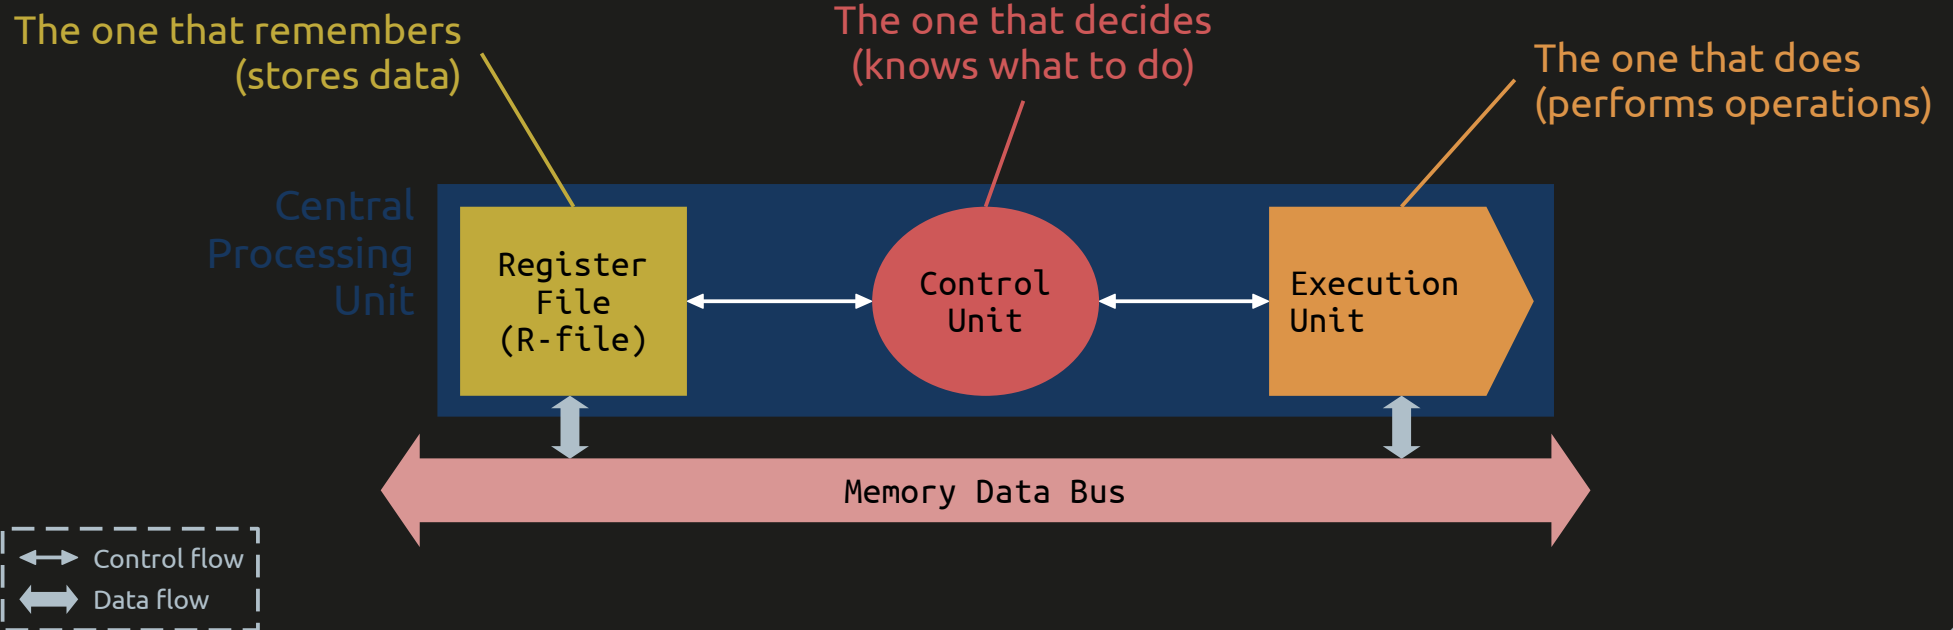 The one that remembers
(stores data)
The one that decides
(knows what to do)
The one that does
(performs operations)
Central
Processing
Unit
Register
File
(R-file)
Control
Unit
Execution
Unit
Memory Data Bus
Control flow
Data flow